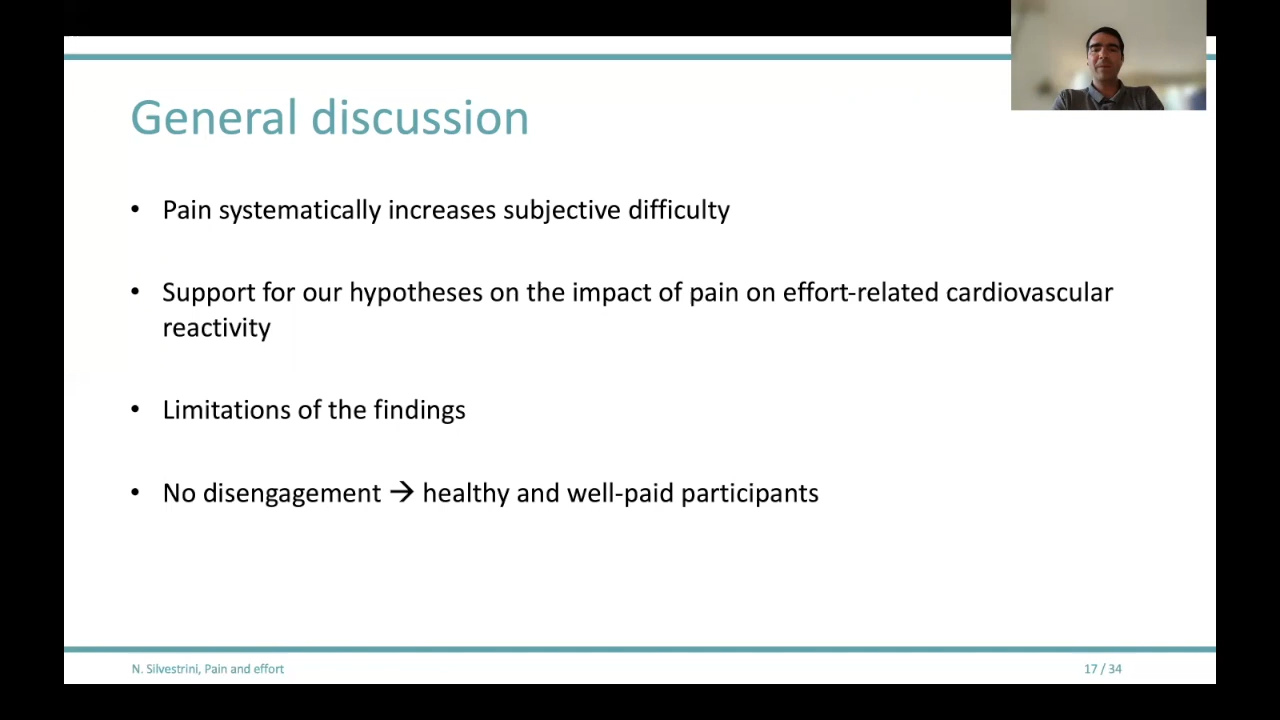 General discussion
• Pain systematically increases subjective difficulty
• Support for our hypotheses on the impact of pain on effort-related cardiovascular
reactivity
• Limitations of the findings
• No disengagement → healthy and well-paid participants
N. Silvestrini, Pain and effort
17 / 34